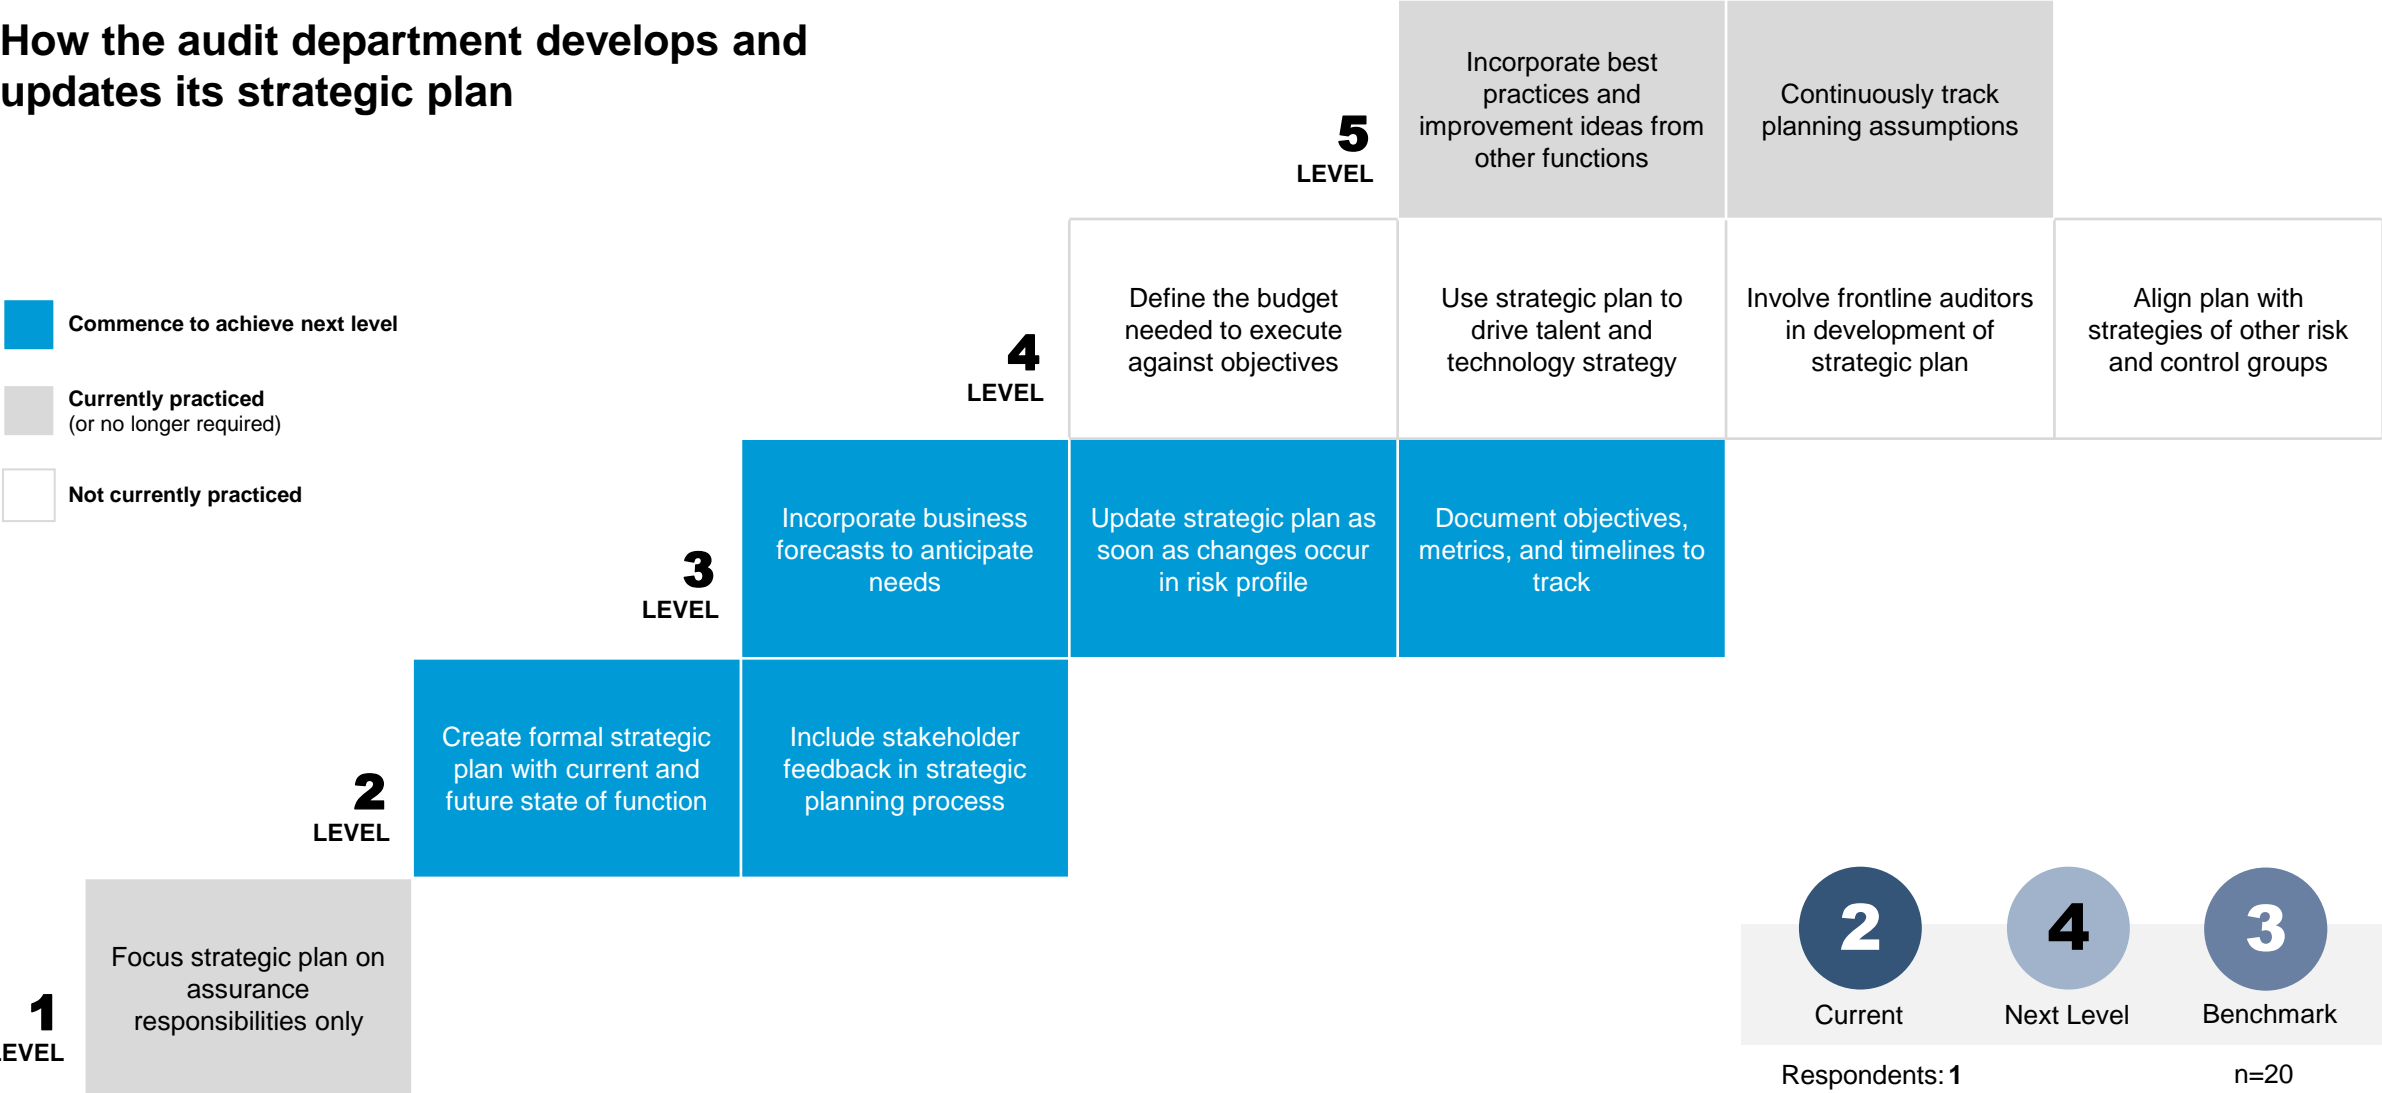 How the audit department develops and
updates its strategic plan
Incorporate best
practices and
improvement ideas from
other functions
Continuously track
planning assumptions
5
LEVEL
Commence to achieve next level
Currently practiced
(or no longer required)
Not currently practiced
Define the budget
needed to execute
against objectives
Use strategic plan to
drive talent and
technology strategy
Involve frontline auditors
in development of
strategic plan
Align plan with
strategies of other risk
and control groups
4
LEVEL
Incorporate business
forecasts to anticipate
needs
Update strategic plan as
soon as changes occur
in risk profile
Document objectives,
metrics, and timelines to
track
3
LEVEL
Create formal strategic
plan with current and
future state of function
Include stakeholder
feedback in strategic
planning process
2
LEVEL
Focus strategic plan on
assurance
responsibilities only
1
LEVEL
2
Current
4
Next Level
3
Benchmark
Respondents: 1
n=20